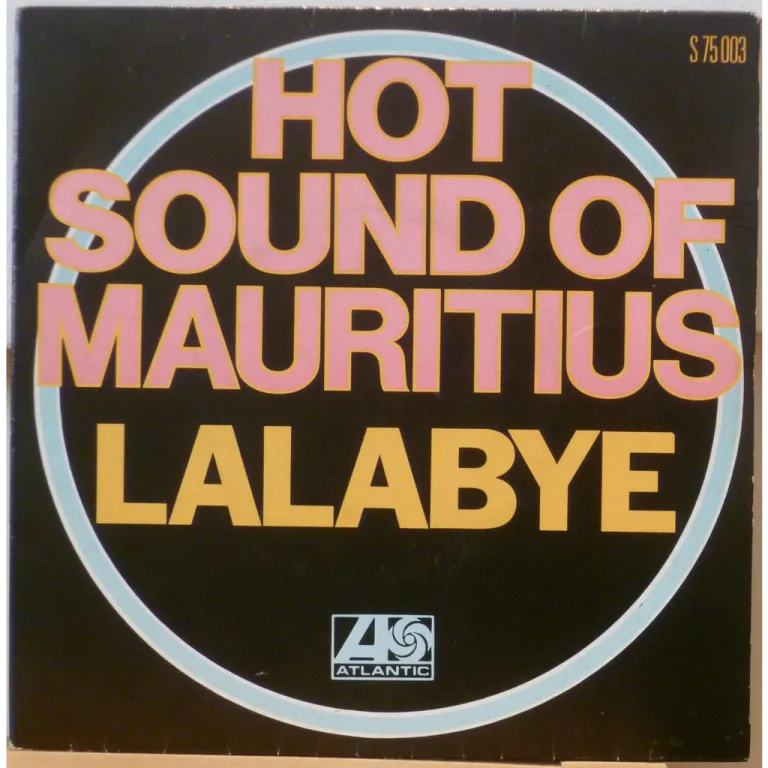 S 75 003
HOT
SOUND OF
MAURITIUS
LALABYE
ATLANTIC